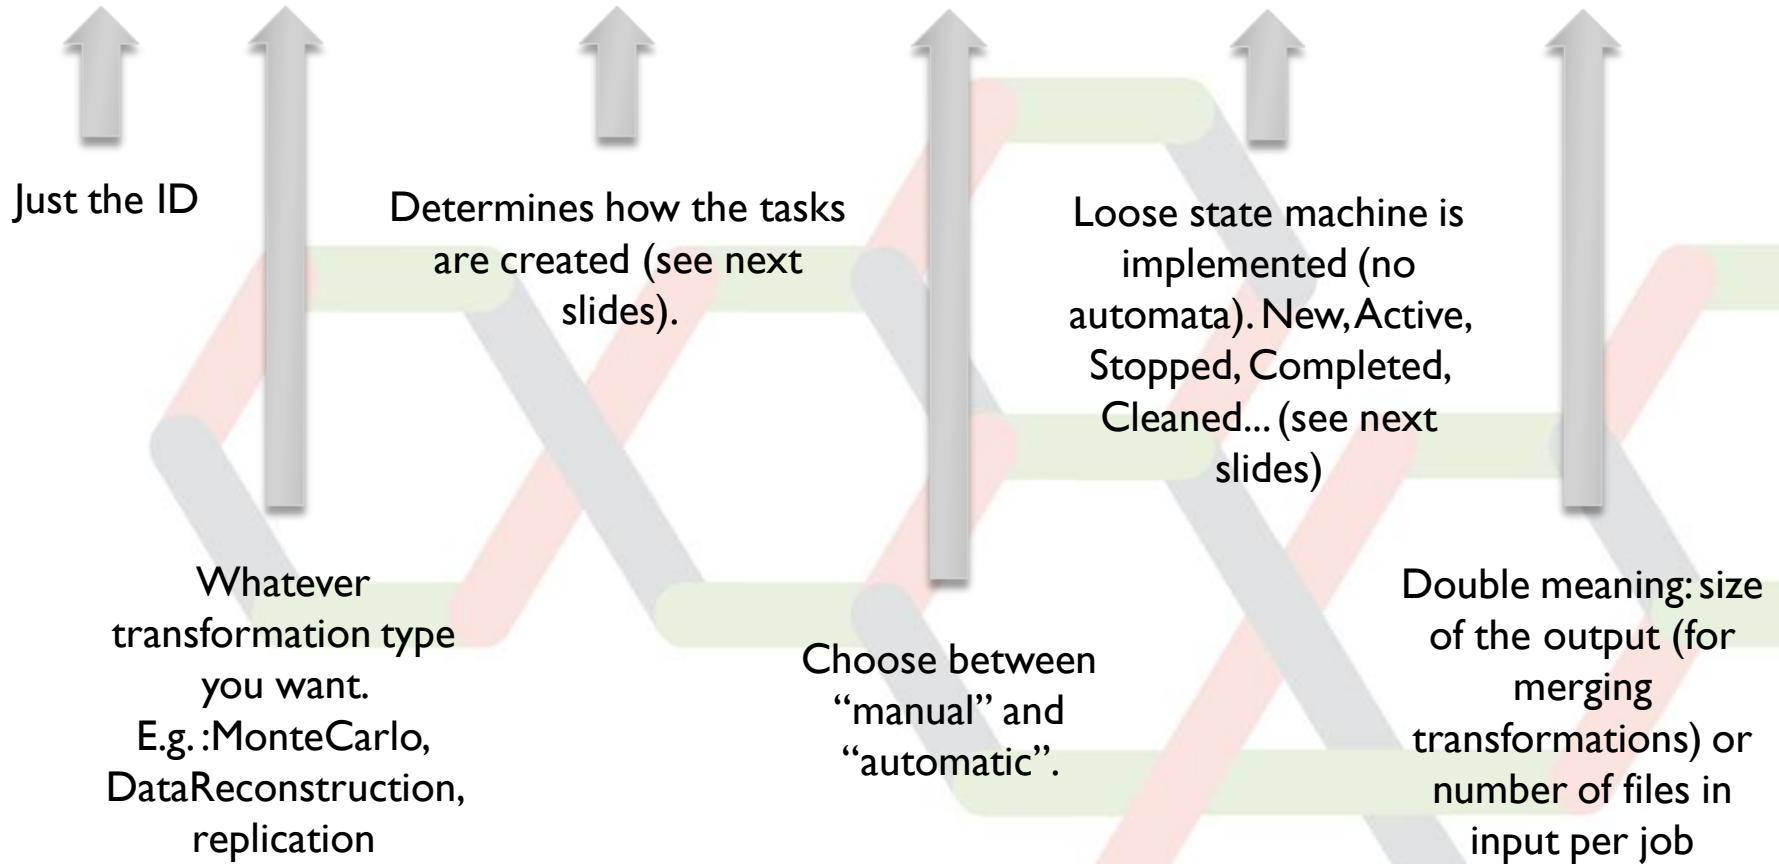 Just the ID
Determines how the tasks
are created (see next
slides).
Loose state machine is
implemented (no
automata). New, Active,
Stopped, Completed,
Cleaned... (see next
slides)
Whatever
transformation type
you want.
E.g. :MonteCarlo,
DataReconstruction,
replication
Choose between
“manual” and
“automatic”.
Double meaning: size
of the output (for
merging
transformations) or
number of files in
input per job